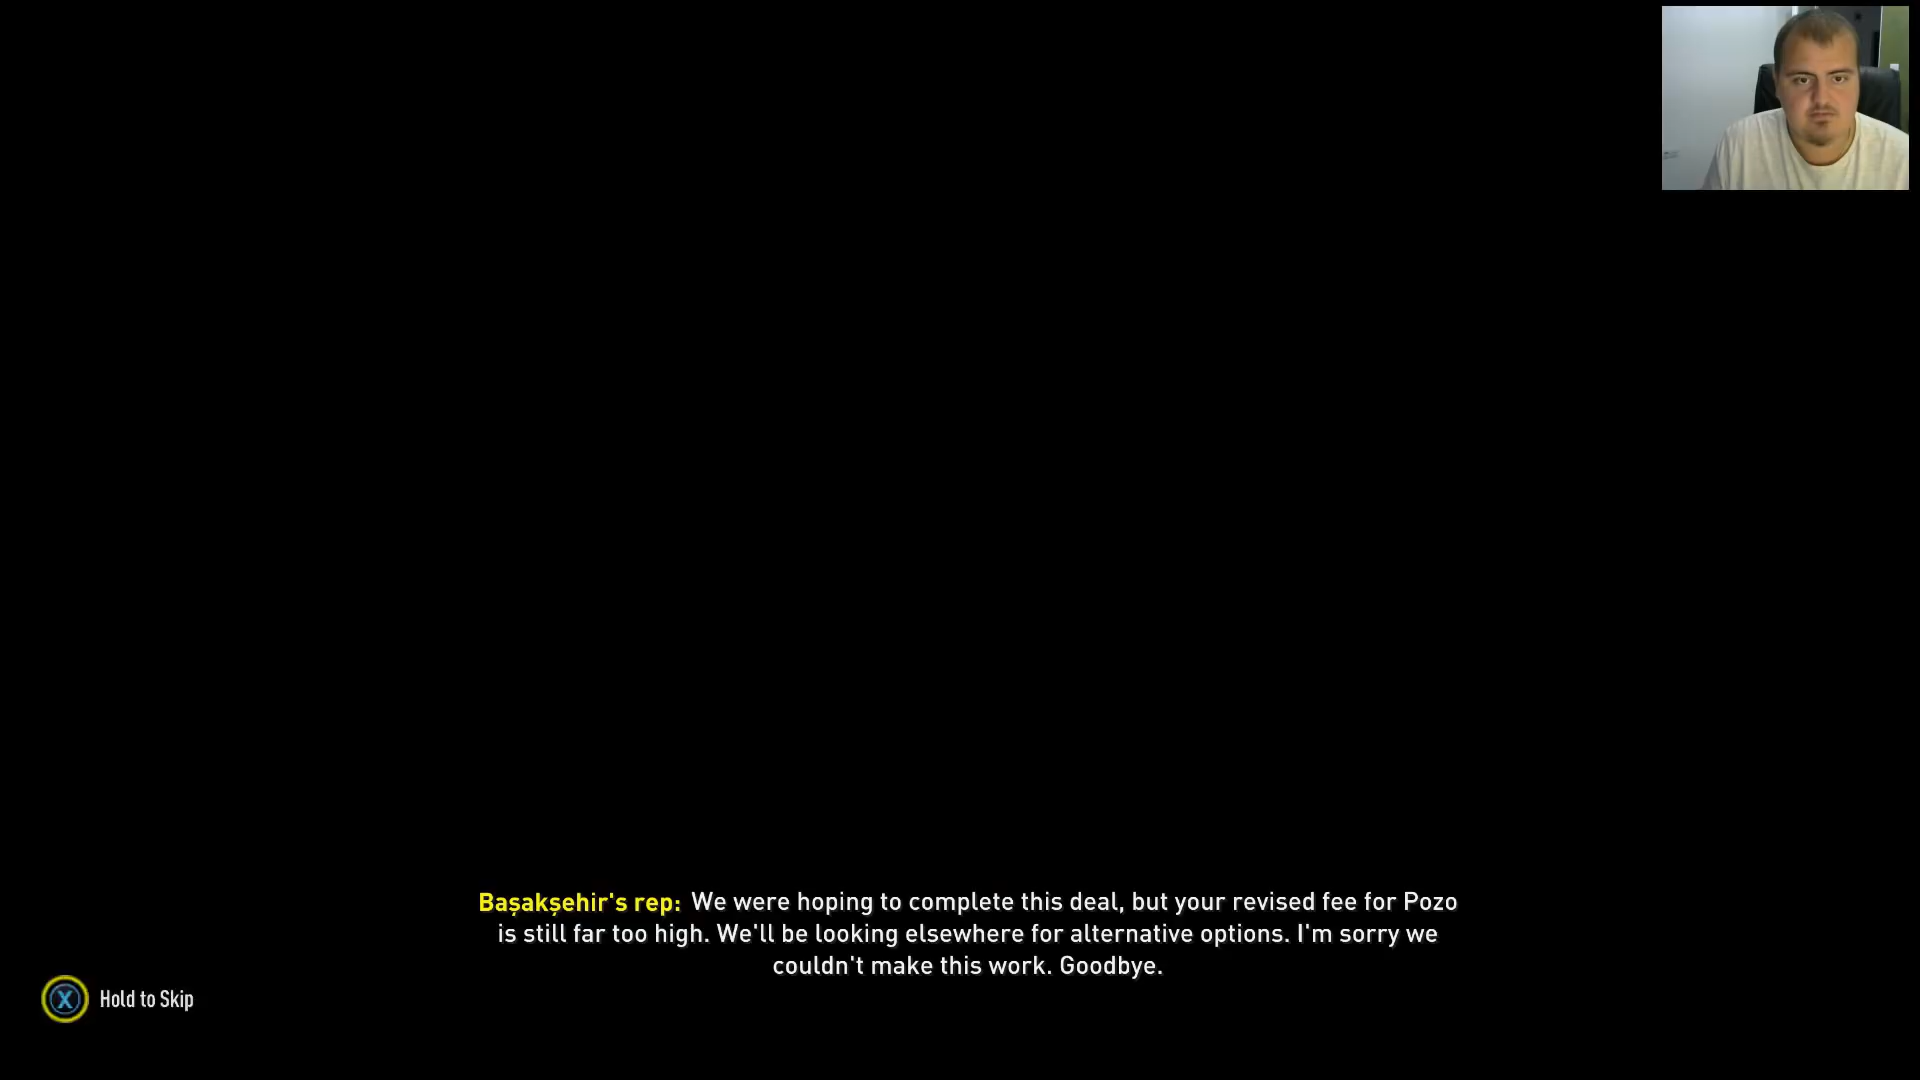 Başakşehir's rep: We were hoping to complete this deal, but your revised fee for Pozo
is still far too high. We'll be looking elsewhere for alternative options. I'm sorry we
couldn't make this work. Goodbye.
X Hold to Skip